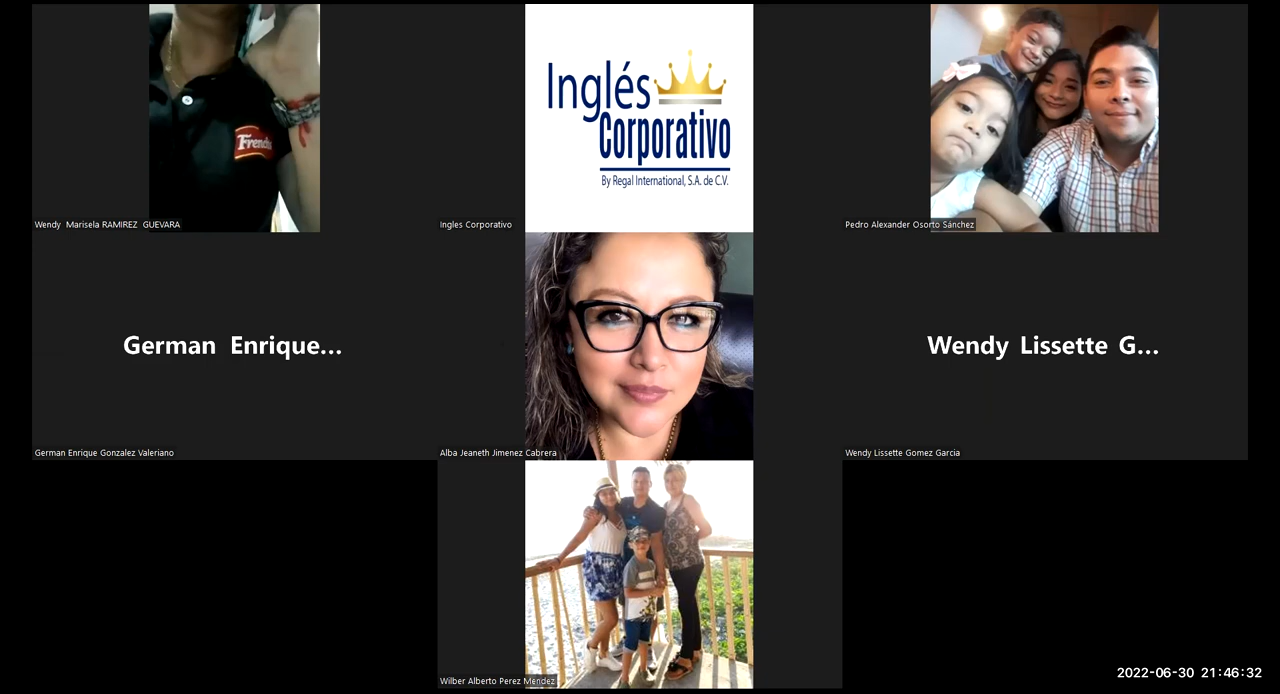 Frends
Wendy Marisela RAMIREZ GUEVARA
Inglés
Corporativo
By Regal International, S.A. de C.V.
Ingles Corporativo
Pedro Alexander Osorto Sánchez
German Enrique...
German Enrique Gonzalez Valeriano
Alba Jeaneth Jimenez Cabrera
Wendy Lissette G...
Wendy Lissette Gomez Garcia
Wilber Alberto Perez Mendez
2022-06-30 21:46:32